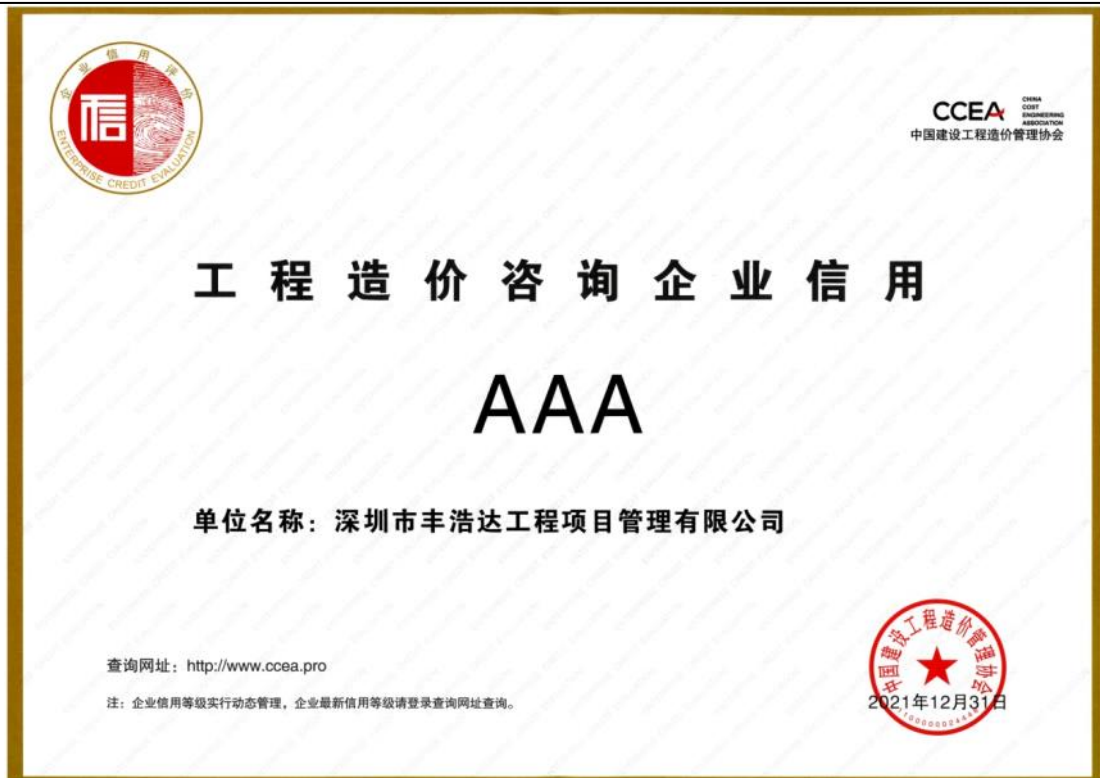 企业信用评价
信
ENTERPRISE CREDIT EVALUATION
CCEA
CHINA
COST
ENGINEERING
ASSOCIATION
中国建设工程造价管理协会
工程造价咨询企业信用
AAA
单位名称：深圳市丰浩达工程项目管理有限公司
查询网址：http://www.ccea.pro
注：企业信用等级实行动态管理，企业最新信用等级请登录查询网址查询。
中国建设工程造价管理协会
2021年12月31日